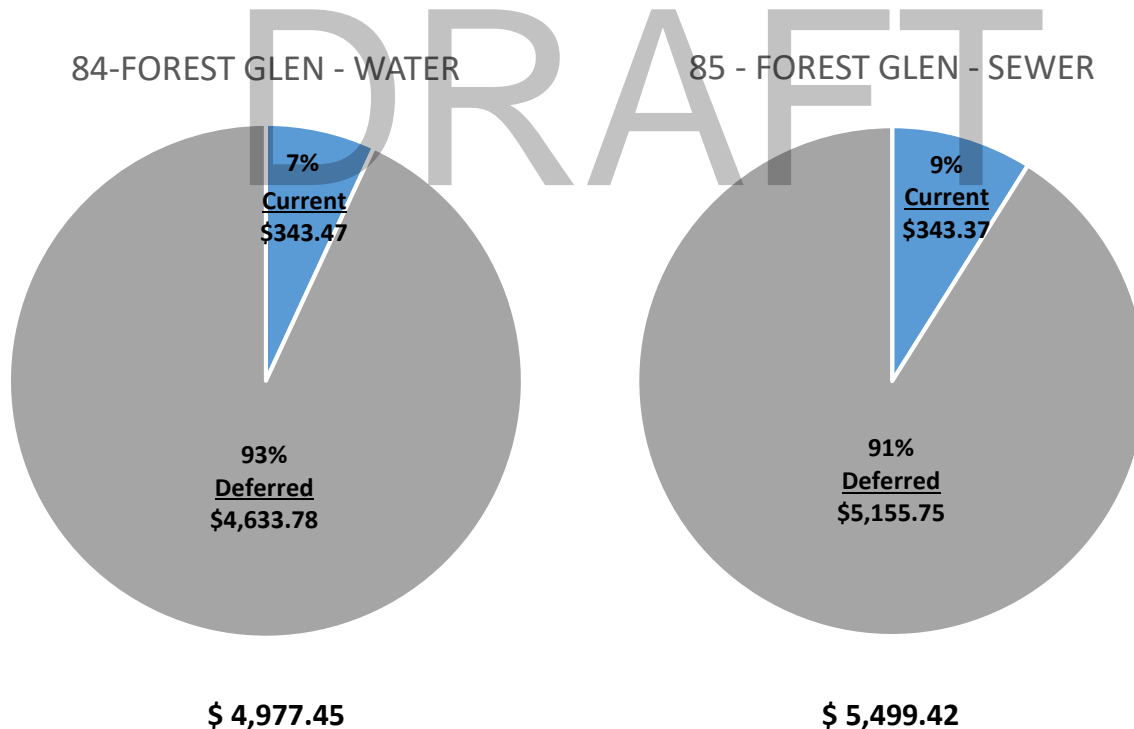 DRAFT
84-FOREST GLEN - WATER
7%
Current
$343.47
93%
Deferred
$4,633.78
$ 4,977.45
85 - FOREST GLEN - SEWER
9%
Current
$343.37
91%
Deferred
$5,155.75
$ 5,499.42